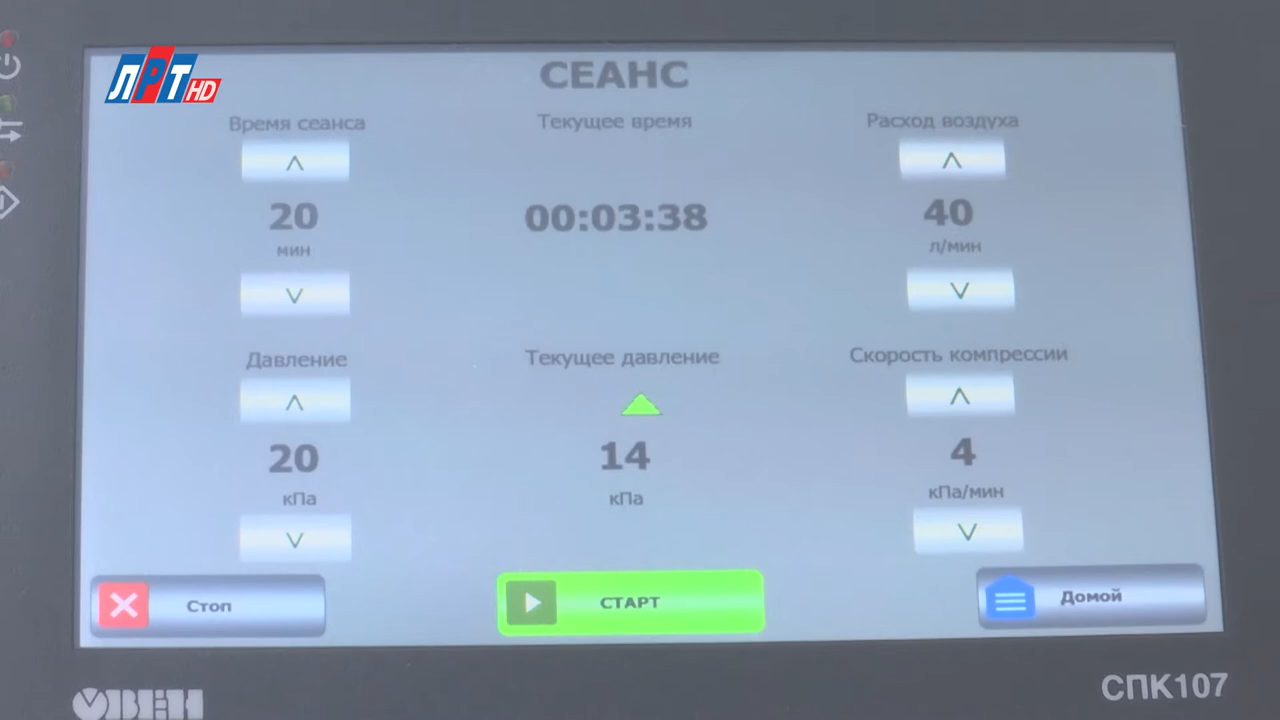 ЛРТ HD
СЕАНС
Время сеанса
Текущее время
Расход воздуха
20
00:03:38
40
мин
л/мин
Давление
Текущее давление
Скорость компрессии
20
14
4
кПа
кПа
кПа/мин
Стоп
СТАРТ
Домой
ОВЕН
СПК107